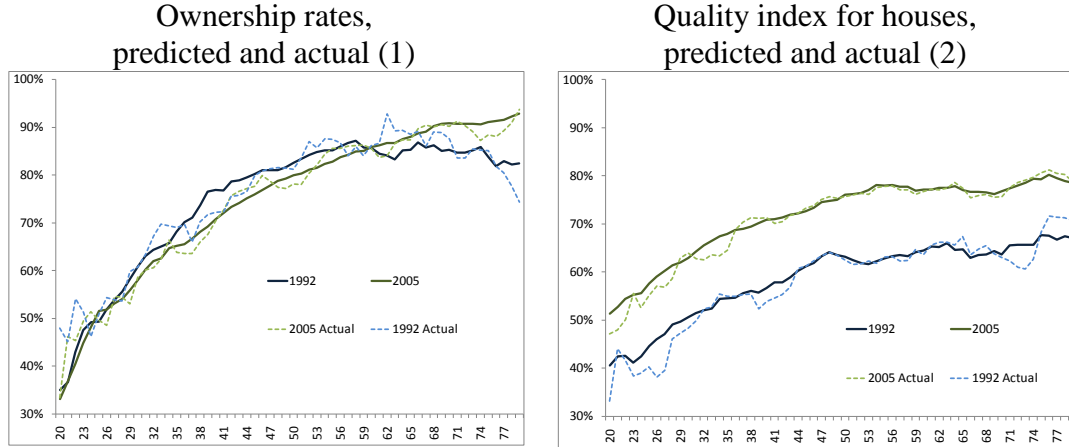 Ownership rates,
predicted and actual (1)
100%
90%
80%
70%
60%
50%
40%
30%
1992
2005
2005 Actual
1992 Actual
20 23 26 29 32 35 38 41 44 47 50 53 56 59 62 65 68 71 74 77
Quality index for houses,
predicted and actual (2)
100%
90%
80%
70%
60%
50%
40%
30%
1992
2005
2005 Actual
1992 Actual
20 23 26 29 32 35 38 41 44 47 50 53 56 59 62 65 68 71 74 77